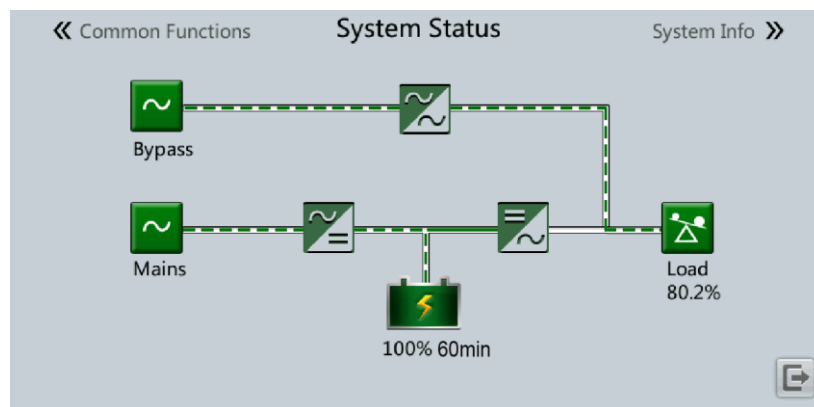 « Common Functions
System Status
System Info »
Bypass
Mains
Load
80.2%
100% 60min